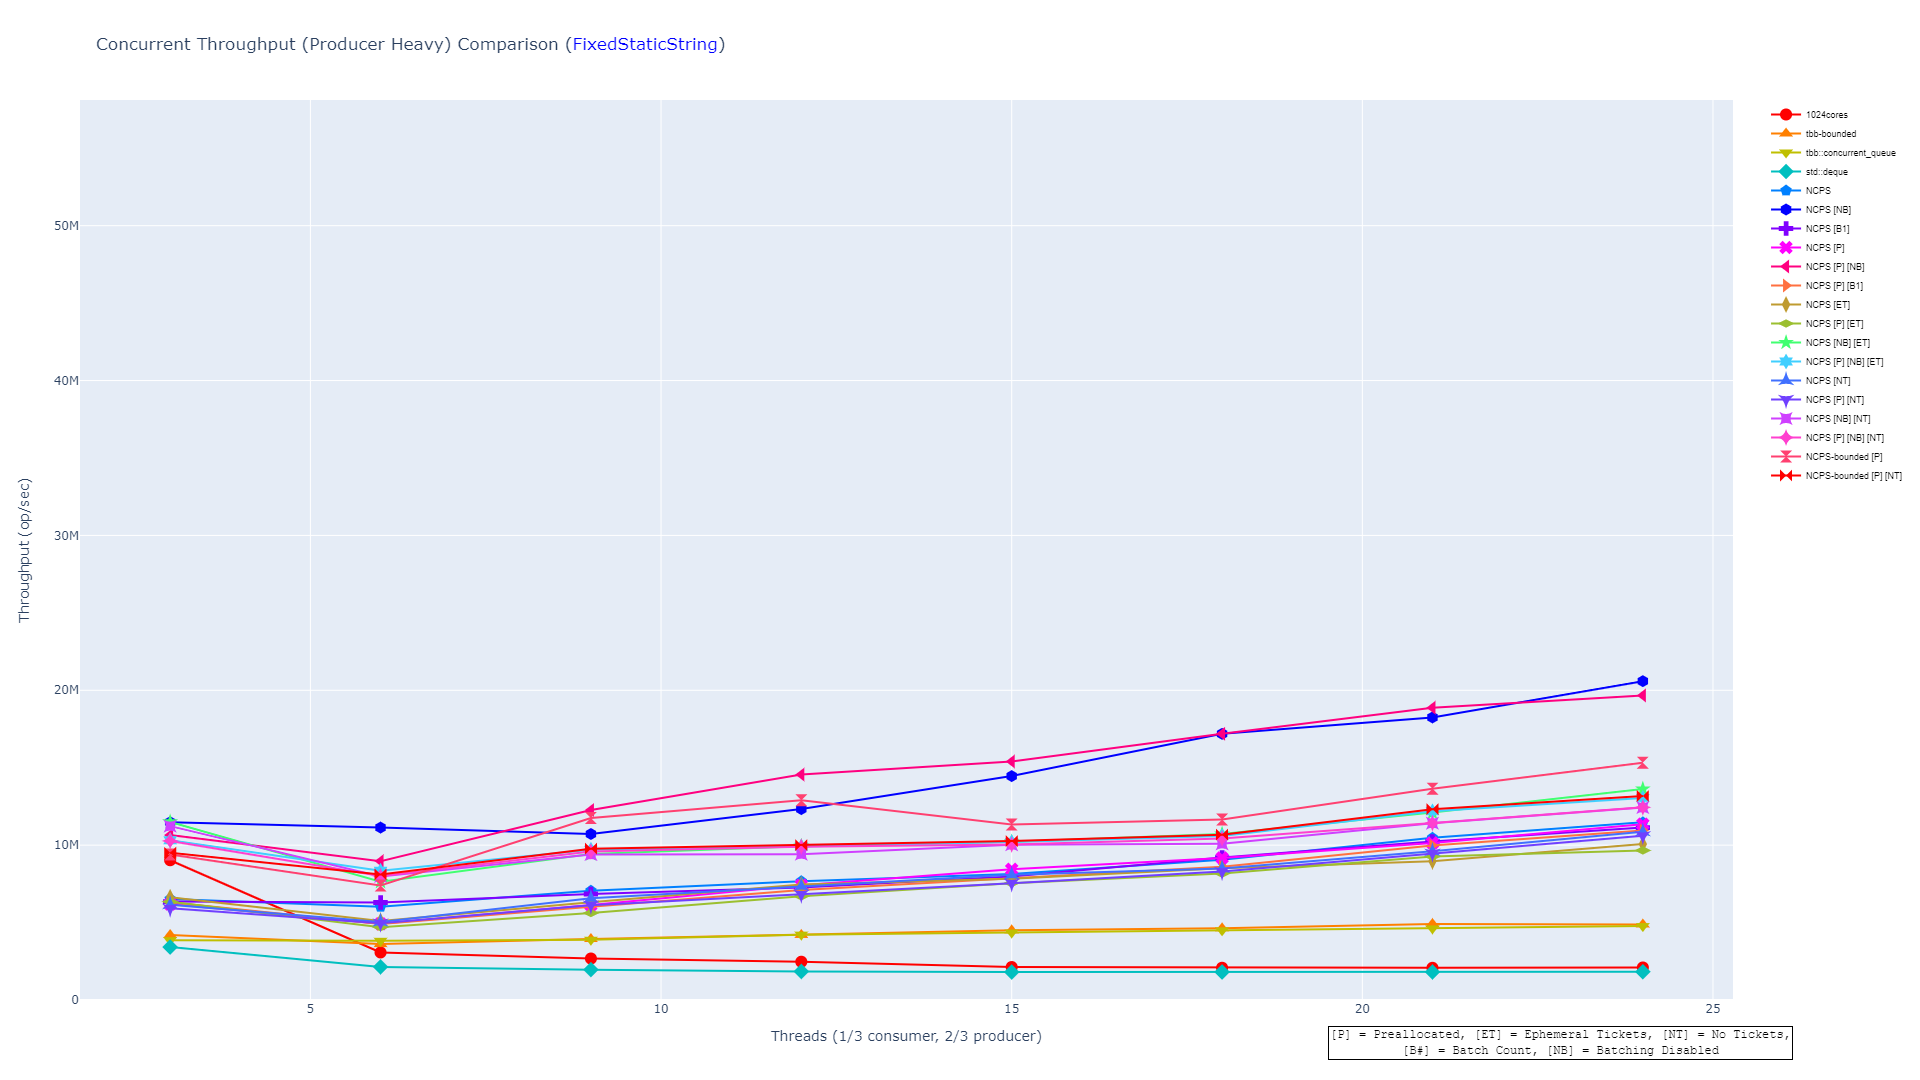 Concurrent Throughput (Producer Heavy) Comparison (FixedStaticString)
Throughput (op/sec)
50M
40M
30M
20M
10M
0
5
10
15
20
25
Threads (1/3 consumer, 2/3 producer)
1024cores
tbb-bounded
tbb::concurrent_queue
std::deque
NCPS
NCPS [NB]
NCPS [B1]
NCPS [P]
NCPS [P] [NB]
NCPS [P] [B1]
NCPS [ET]
NCPS [P] [ET]
NCPS [NB] [ET]
NCPS [P] [NB] [ET]
NCPS [NT]
NCPS [P] [NT]
NCPS [NB] [NT]
NCPS [P] [NB] [NT]
NCPS-bounded [P]
NCPS-bounded [P] [NT]
[P] = Preallocated, [ET] = Ephemeral Tickets, [NT] = No Tickets,
[B#] = Batch Count, [NB] = Batching Disabled